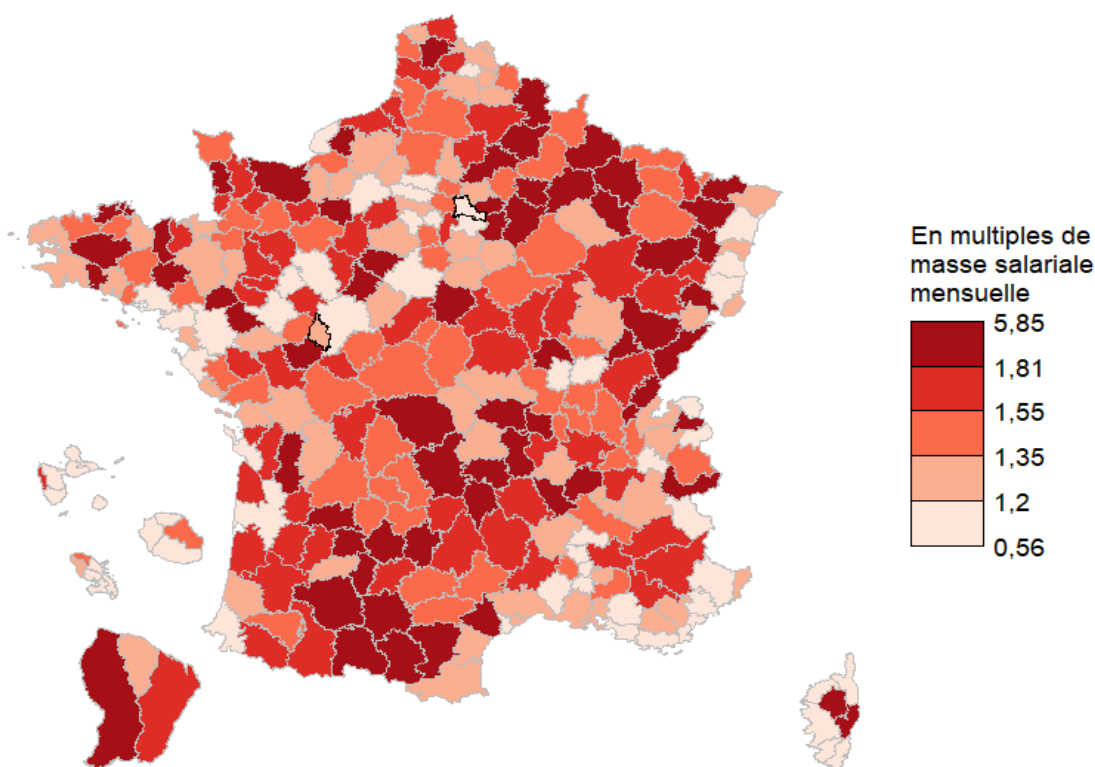 En multiples de
masse salariale
mensuelle
5,85
1,81
1,55
1,35
1,2
0,56